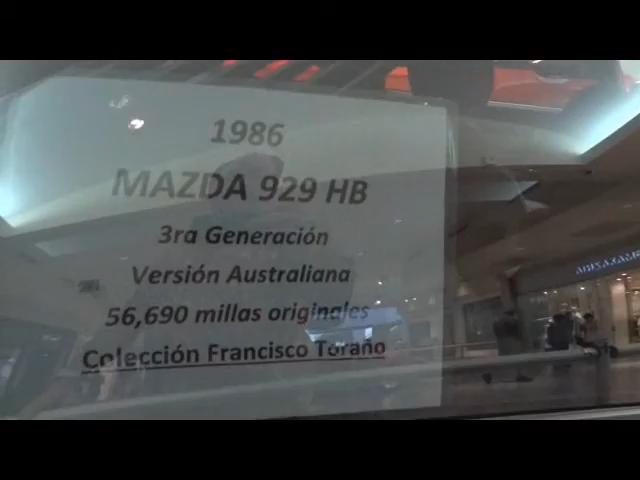 1986
MAZDA 929 HB
3ra Generación
Versión Australiana
56,690 millas originales
Colección Francisco Toraño